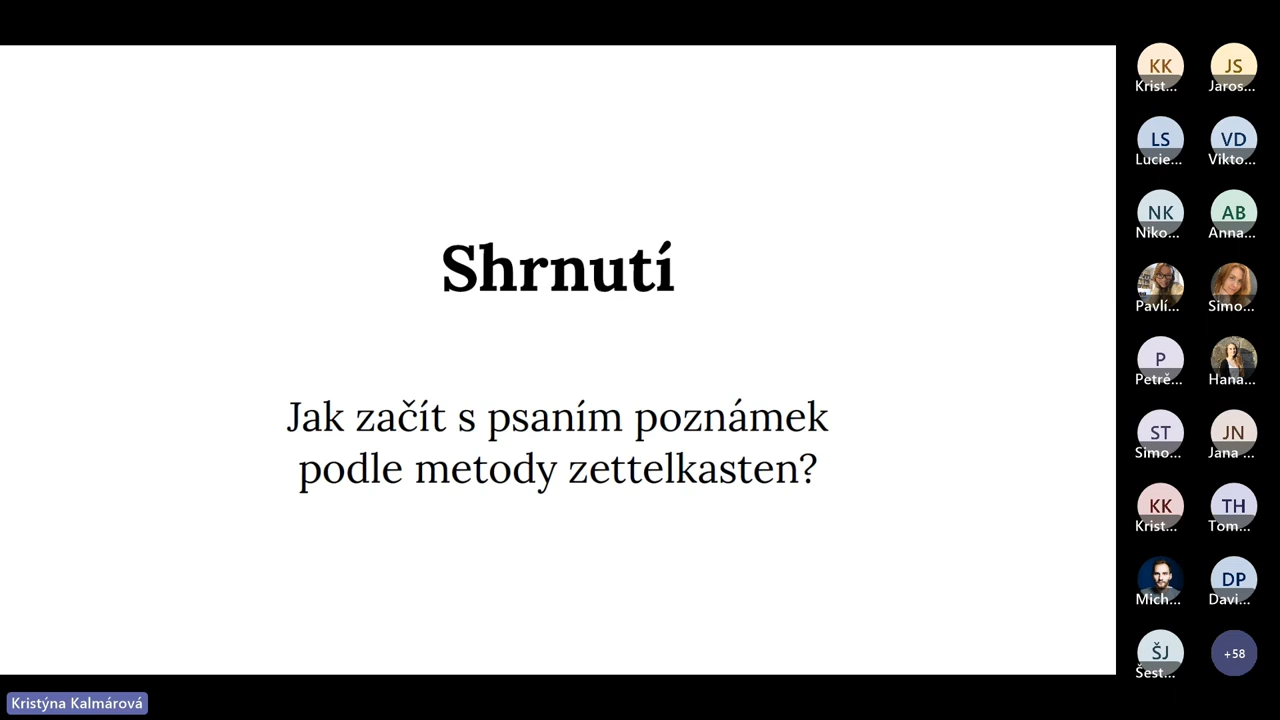 Shrnutí
Jak začít s psaním poznámek
podle metody zettelkasten?
KK
Krist...
JS
Jaros...
LS
Lucie...
VD
Vikto...
NK
Niko...
AB
Anna...
Pavlí...
Simo...
P
Petrě...
Hana...
ST
Simo...
JN
Jana ...
KK
Krist...
TH
Tom...
Mich...
DP
Davi...
ŠJ
Šest...
+58
Kristýna Kalmárová